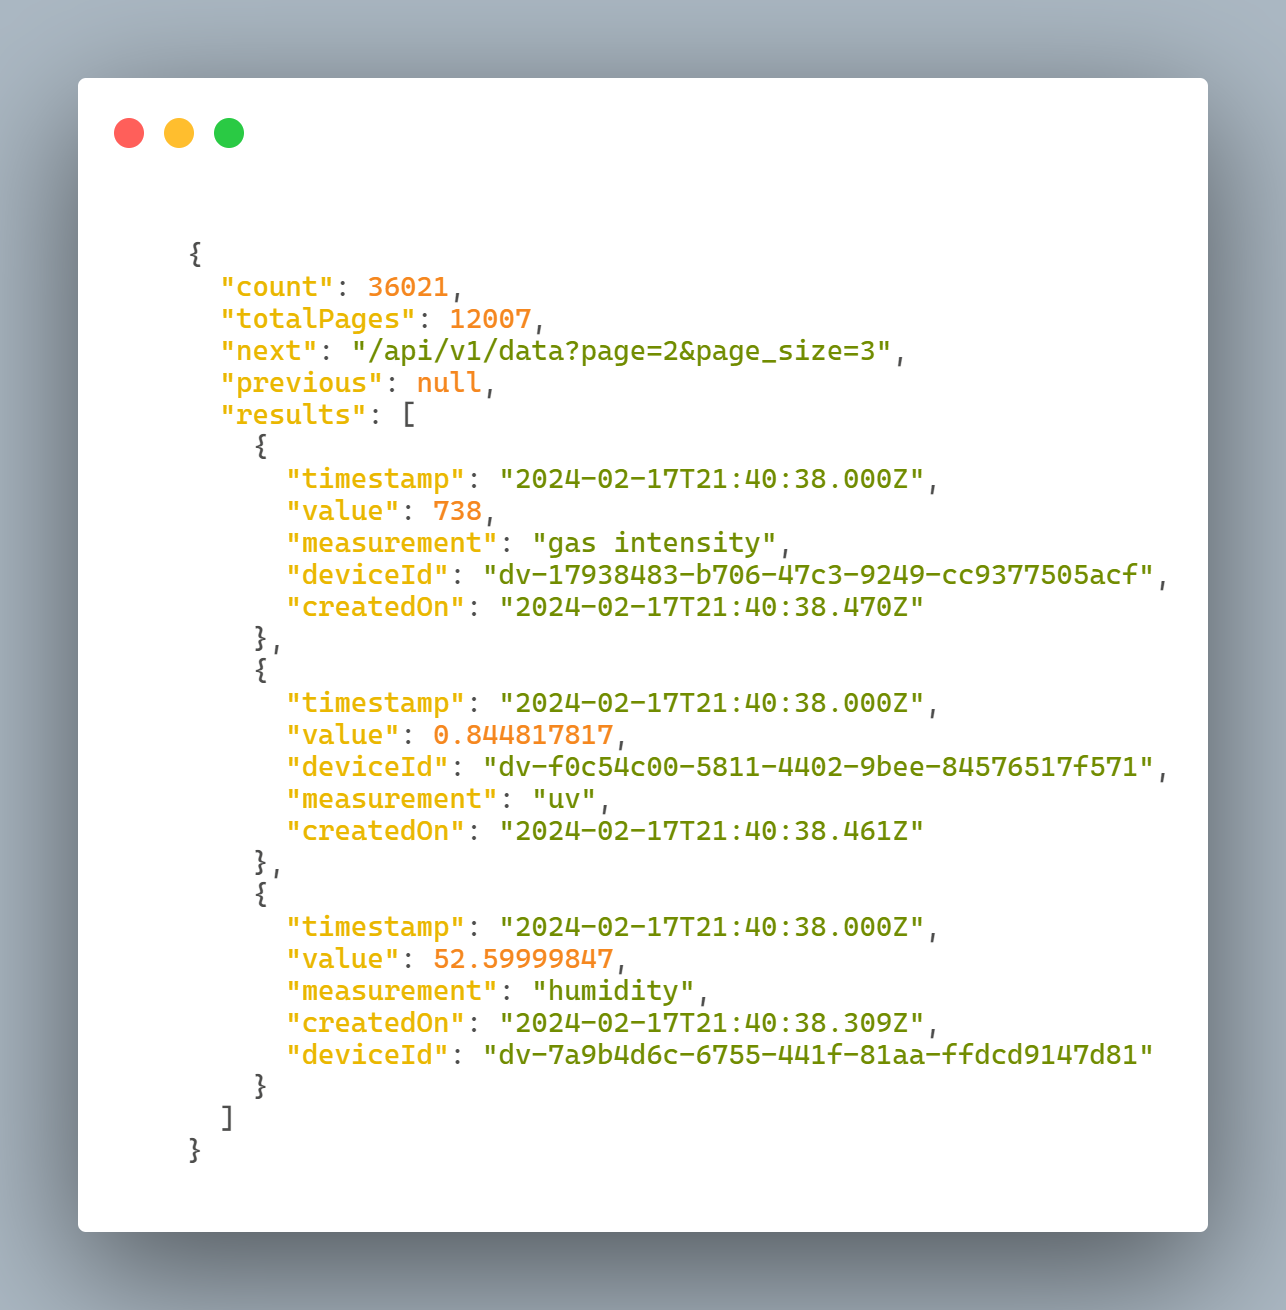 {
  "count": 36021,
  "totalPages": 12007,
  "next": "/api/v1/data?page=2&page_size=3",
  "previous": null,
  "results": [
    {
      "timestamp": "2024-02-17T21:40:38.000Z",
      "value": 738,
      "measurement": "gas intensity",
      "deviceId": "dv-17938483-b706-47c3-9249-cc9377505acf",
      "createdOn": "2024-02-17T21:40:38.470Z"
    },
    {
      "timestamp": "2024-02-17T21:40:38.000Z",
      "value": 0.844817817,
      "deviceId": "dv-f0c54c00-5811-4402-9bee-84576517f571",
      "measurement": "uv",
      "createdOn": "2024-02-17T21:40:38.461Z"
    },
    {
      "timestamp": "2024-02-17T21:40:38.000Z",
      "value": 52.59999847,
      "measurement": "humidity",
      "createdOn": "2024-02-17T21:40:38.309Z",
      "deviceId": "dv-7a9b4d6c-6755-441f-81aa-ffdcd9147d81"
    }
  ]
}